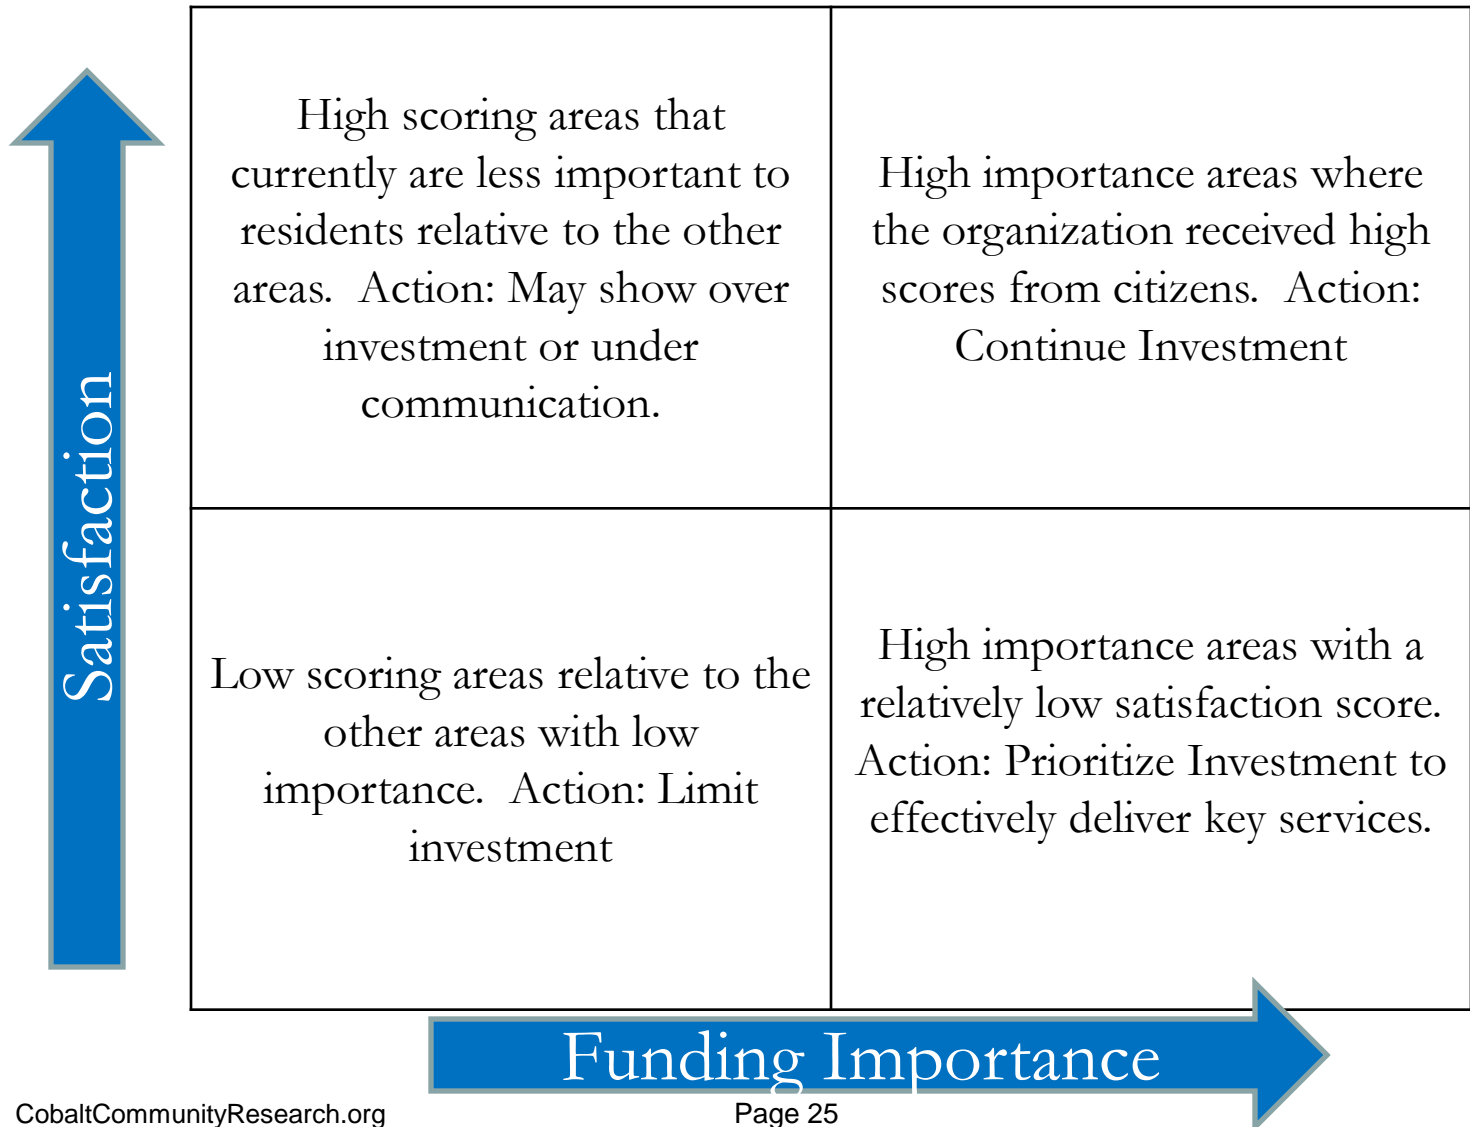 High scoring areas that
currently are less important to
residents relative to the other
areas.  Action: May show over
investment or under
communication.
High importance areas where
the organization received high
scores from citizens.  Action:
Continue Investment
Satisfaction
Low scoring areas relative to the
other areas with low
importance.  Action: Limit
investment
High importance areas with a
relatively low satisfaction score.
Action: Prioritize Investment to
effectively deliver key services.
Funding Importance
CobaltCommunityResearch.org
Page 25